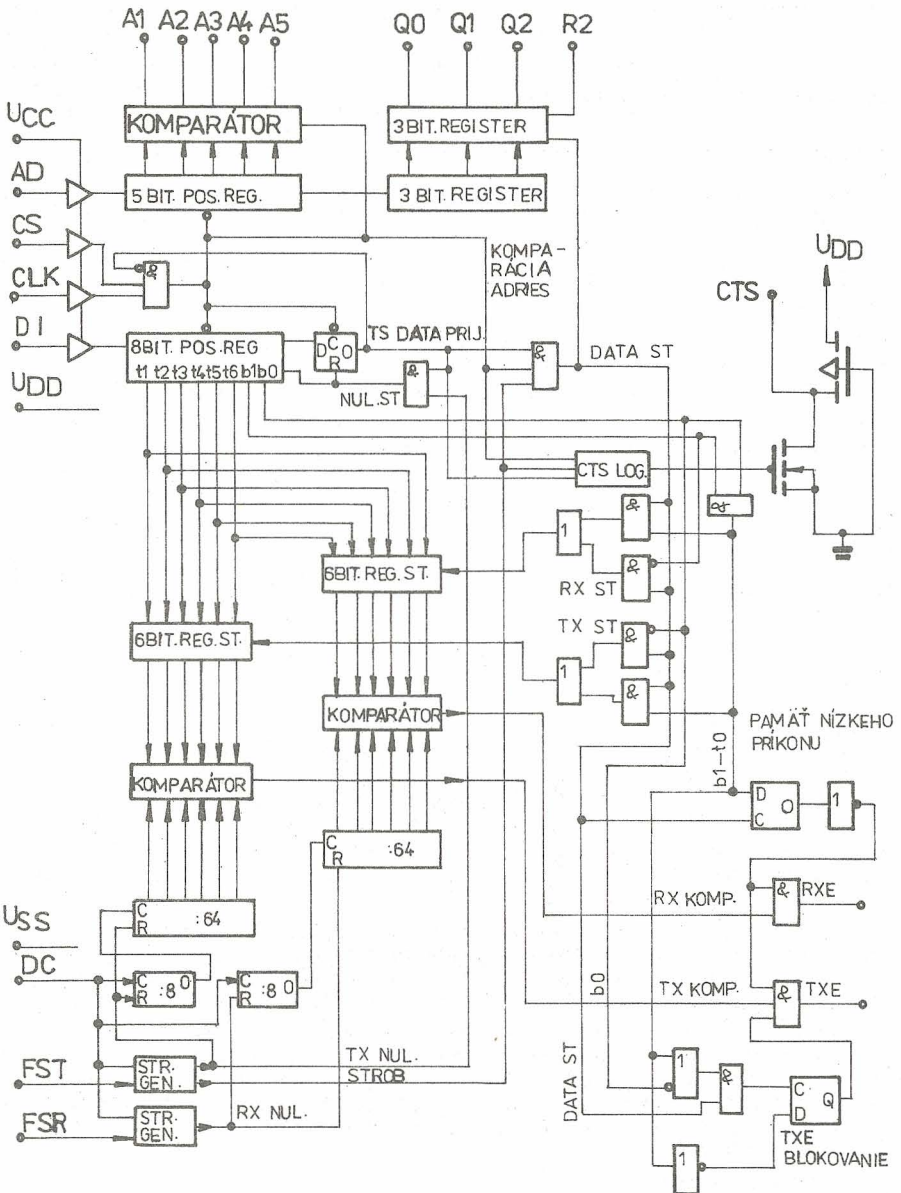 A1 A2 A3 A4 A5 Q0 Q1 Q2 R2
UCC
KOMPARÁTOR
3BIT. REGISTER
AD
5 BIT. POS. REG.
3 BIT. REGISTER
CS
&
KOMPA-
RÁCIA
ADRIES
UDD
CLK
CTS
DI
8BIT. POS. REG
t1 t2 t3 t4 t5 t6 b1 b0
D C R O
TS DATA PRIJ.
&
NUL. ST
&
DATA ST
UDD
CTS LOG.
&
6BIT. REG. ST.
1
&
&
RX ST
6BIT. REG. ST.
TX ST
1
&
&
KOMPARÁTOR
PAMÄŤ NÍZKEHO
PRÍKONU
b1-t0
KOMPARÁTOR
D
C
O
1
C
R
:64
C
R
:64
RX KOMP.
&
RXE
USS
DC
C
R
:8 O
C
R
:8 O
b0
TX KOMP.
&
TXE
FST
STR.
GEN.
TX NUL.
STROB
DATA ST
1
&
C
D
Q
FSR
STR.
GEN.
RX NUL.
1
TXE
BLOKOVANIE